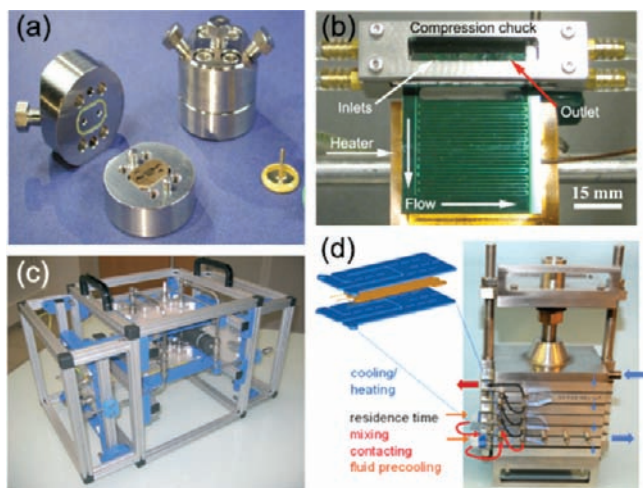 (a)
(b)
Compression chuck
Inlets
Outlet
Heater
Flow
15 mm
(c)
(d)
cooling/
heating
residence time
mixing
contacting
fluid precooling